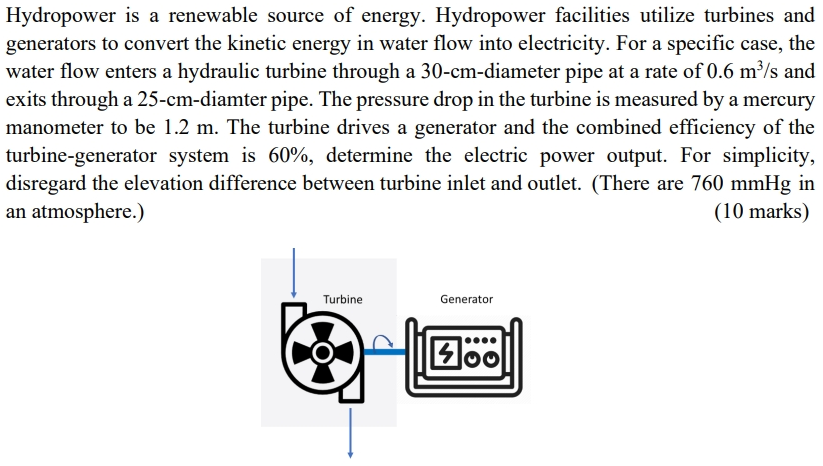 Hydropower is a renewable source of energy. Hydropower facilities utilize turbines and
generators to convert the kinetic energy in water flow into electricity. For a specific case, the
water flow enters a hydraulic turbine through a 30-cm-diameter pipe at a rate of 0.6 m³/s and
exits through a 25-cm-diamter pipe. The pressure drop in the turbine is measured by a mercury
manometer to be 1.2 m. The turbine drives a generator and the combined efficiency of the
turbine-generator system is 60%, determine the electric power output. For simplicity,
disregard the elevation difference between turbine inlet and outlet. (There are 760 mmHg in
an atmosphere.) (10 marks)
Turbine Generator